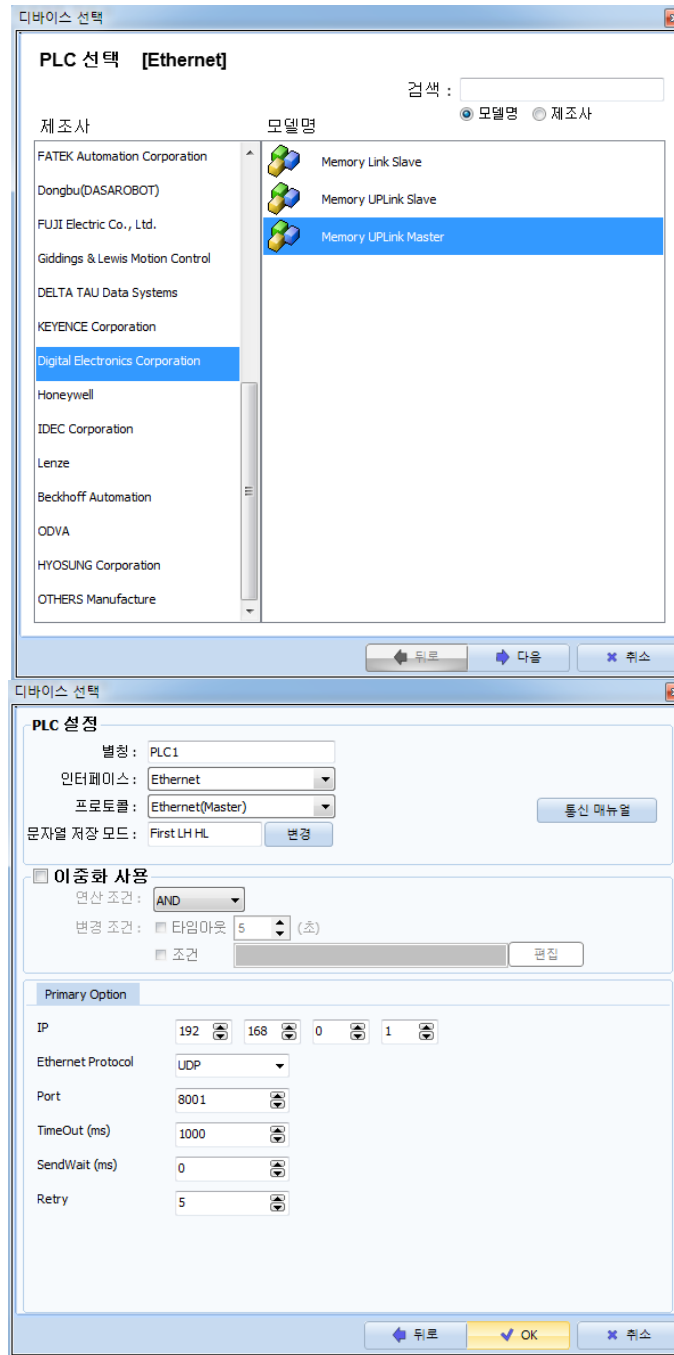 디바이스 선택
PLC 선택 [Ethernet]
검색 :
모델명 제조사
제조사 모델명
FATEK Automation Corporation
Dongbu(DASAROBOT)
FUJI Electric Co., Ltd.
Giddings & Lewis Motion Control
DELTA TAU Data Systems
KEYENCE Corporation
Digital Electronics Corporation
Honeywell
IDEC Corporation
Lenze
Beckhoff Automation
ODVA
HYOSUNG Corporation
OTHERS Manufacture
Memory Link Slave
Memory UPLink Slave
Memory UPLink Master
뒤로 다음 취소
디바이스 선택
PLC 설정
별칭 : PLC1
인터페이스 : Ethernet
프로토콜 : Ethernet(Master) 통신 매뉴얼
문자열 저장 모드 : First LH HL 변경
이중화 사용
연산 조건 : AND
변경 조건 : 타임아웃 5 (초)
조건 편집
Primary Option
IP 192 168 0 1
Ethernet Protocol UDP
Port 8001
TimeOut (ms) 1000
SendWait (ms) 0
Retry 5
뒤로 OK 취소